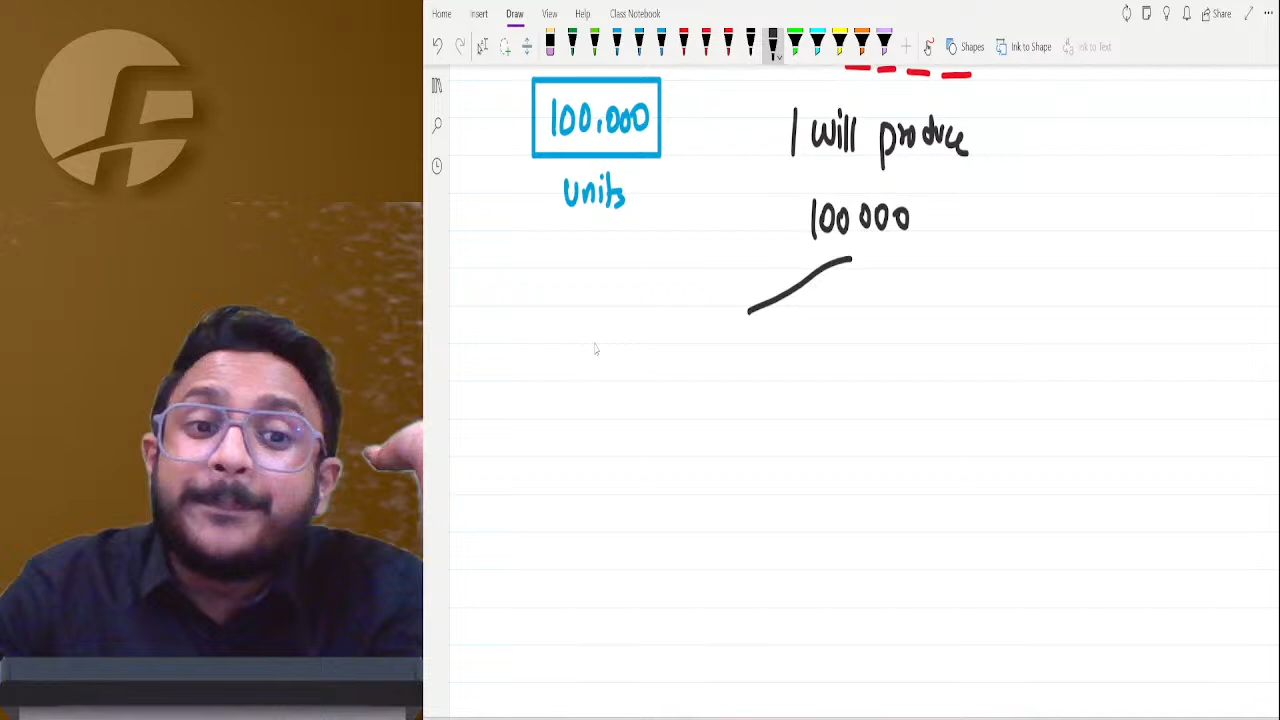 Home Insert Draw View Help Class Notebook Share
Shapes Ink to Shape Ink to Text
100.000
units
I will produce
100 000